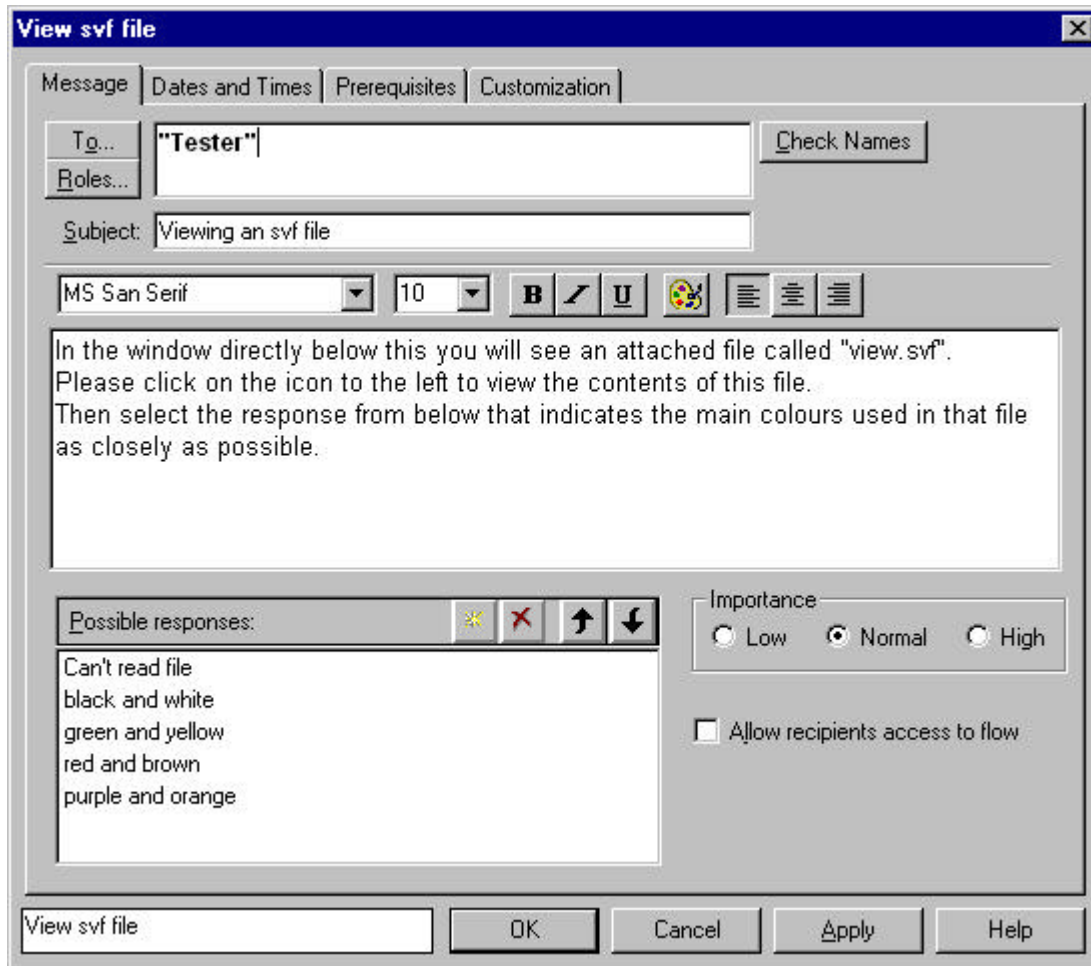 View svf file
Message Dates and Times Prerequisites Customization
To... "Tester" Check Names
Roles...
Subject: Viewing an svf file
MS San Serif 10 B I U
In the window directly below this you will see an attached file called "view.svf".
Please click on the icon to the left to view the contents of this file.
Then select the response from below that indicates the main colours used in that file
as closely as possible.
Possible responses:
Can't read file
black and white
green and yellow
red and brown
purple and orange
Importance
Low Normal High
Allow recipients access to flow
View svf file OK Cancel Apply Help